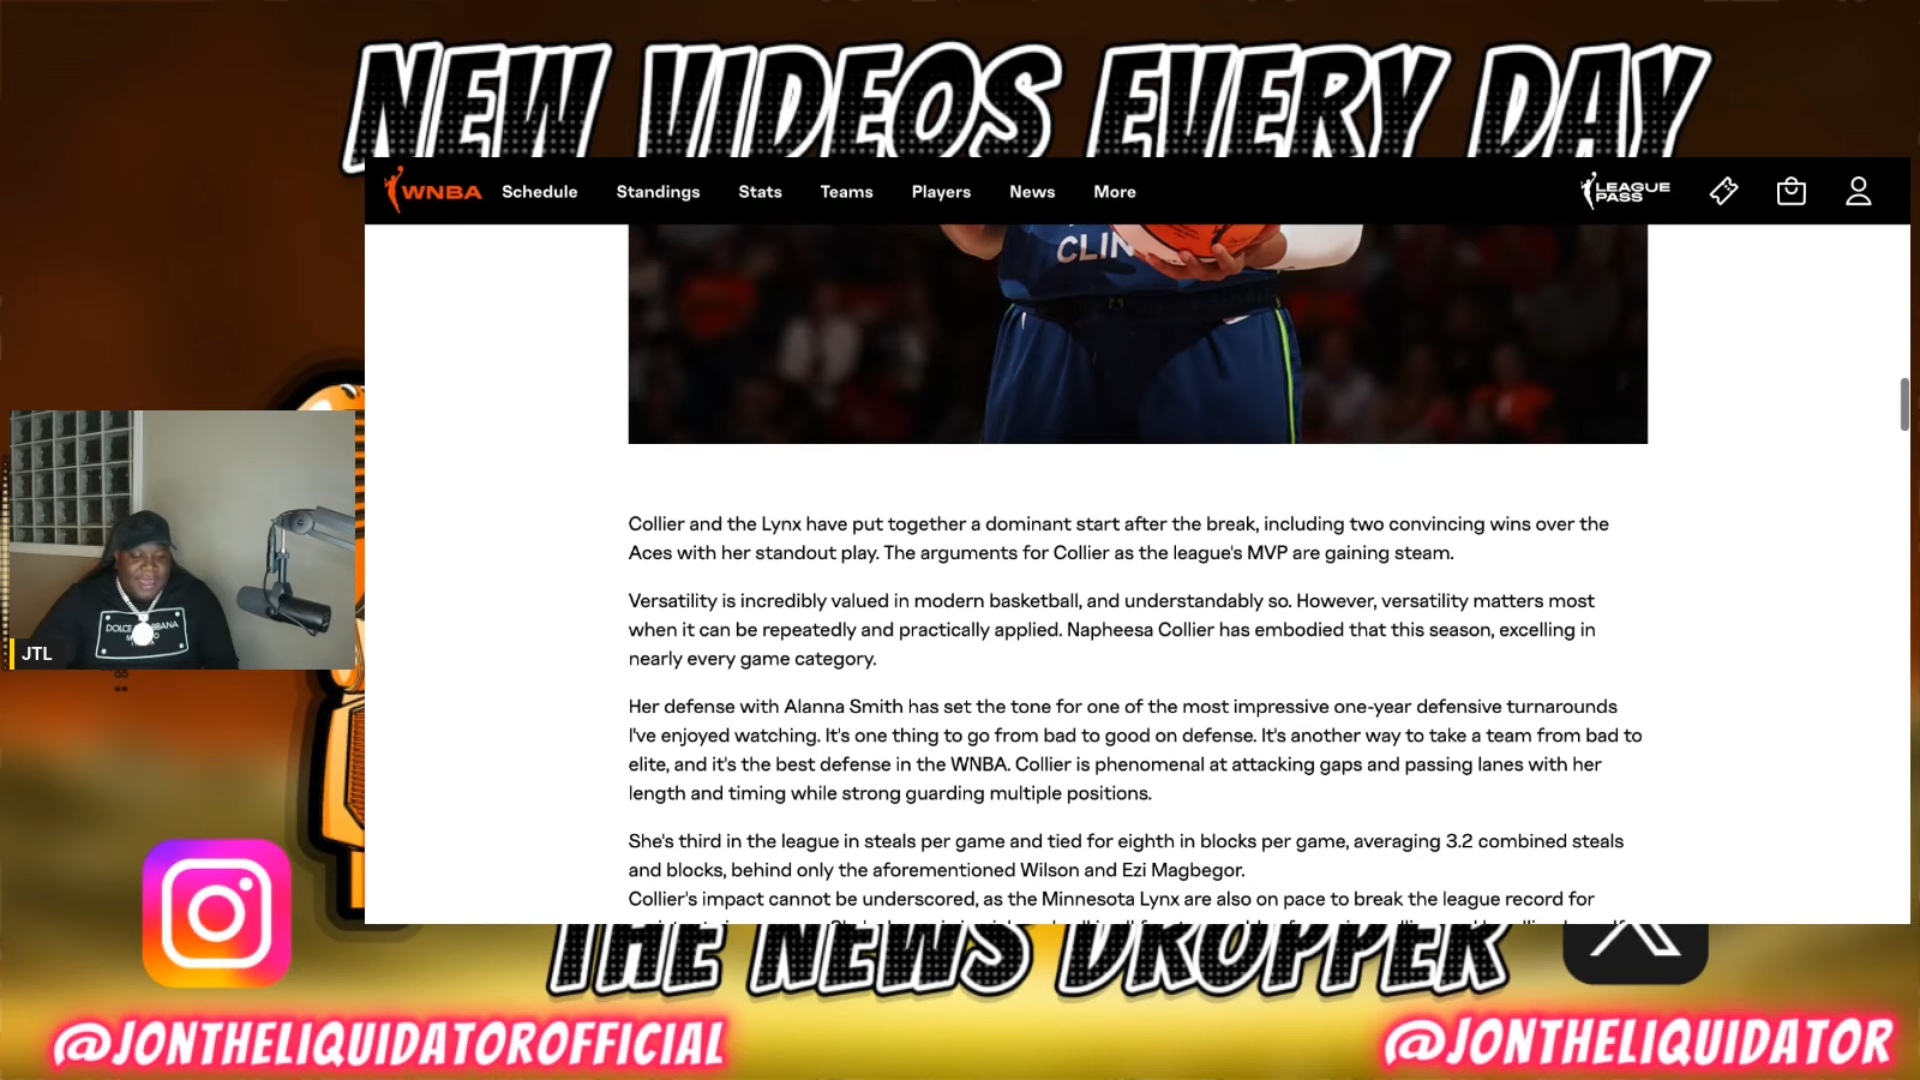 NEW VIDEOS EVERY DAY
WNBA Schedule Standings Stats Teams Players News More LEAGUE PASS
CLIN
Collier and the Lynx have put together a dominant start after the break, including two convincing wins over the
Aces with her standout play. The arguments for Collier as the league's MVP are gaining steam.
Versatility is incredibly valued in modern basketball, and understandably so. However, versatility matters most
when it can be repeatedly and practically applied. Napheesa Collier has embodied that this season, excelling in
nearly every game category.
Her defense with Alanna Smith has set the tone for one of the most impressive one-year defensive turnarounds
I've enjoyed watching. It's one thing to go from bad to good on defense. It's another way to take a team from bad to
elite, and it's the best defense in the WNBA. Collier is phenomenal at attacking gaps and passing lanes with her
length and timing while strong guarding multiple positions.
She's third in the league in steals per game and tied for eighth in blocks per game, averaging 3.2 combined steals
and blocks, behind only the aforementioned Wilson and Ezi Magbegor.
Collier's impact cannot be underscored, as the Minnesota Lynx are also on pace to break the league record for
DOLCE
JTL
THE NEWS DROPPER
@JONTHELIQUIDATOROFFICIAL
@JONTHELIQUIDATOR